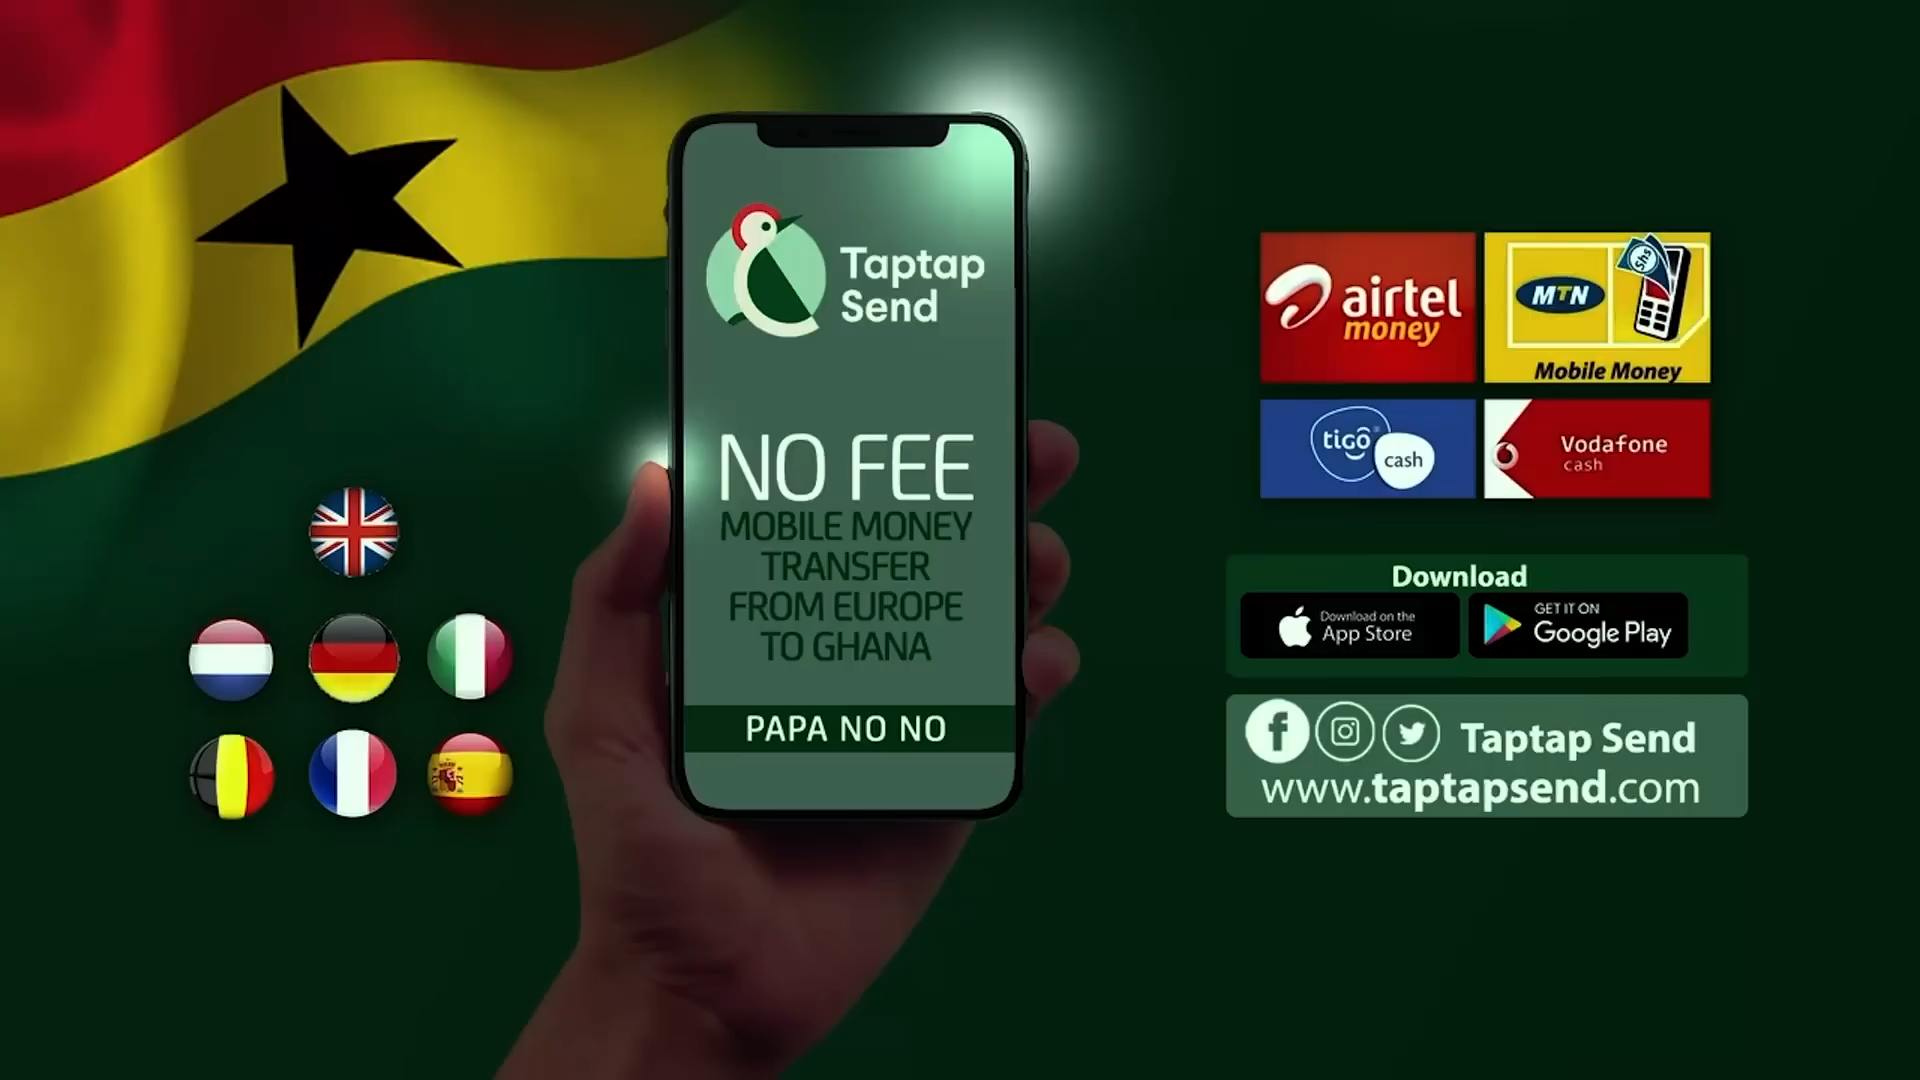 Taptap
Send
NO FEE
MOBILE MONEY
TRANSFER
FROM EUROPE
TO GHANA
PAPA NO NO
airtel
money
MTN
Shs
Mobile Money
tigo
cash
Vodafone
cash
Download
Download on the
App Store
GET IT ON
Google Play
Taptap Send
www.taptapsend.com